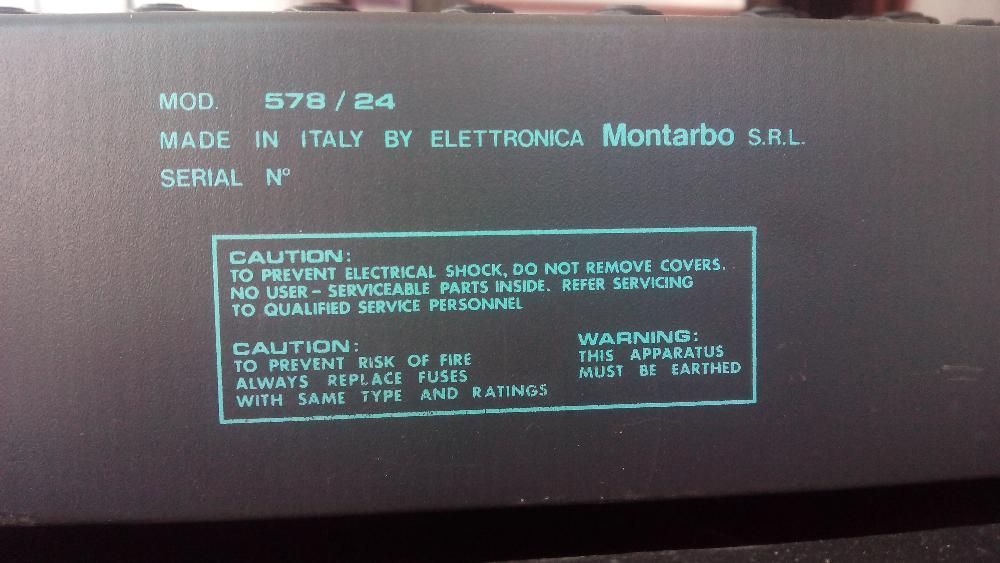 MOD. 578 / 24
MADE IN ITALY BY ELETTRONICA Montarbo S.R.L.
SERIAL Nº
CAUTION:
TO PREVENT ELECTRICAL SHOCK, DO NOT REMOVE COVERS.
NO USER - SERVICEABLE PARTS INSIDE. REFER SERVICING
TO QUALIFIED SERVICE PERSONNEL
CAUTION:
TO PREVENT RISK OF FIRE
ALWAYS REPLACE FUSES
WITH SAME TYPE AND RATINGS
WARNING:
THIS APPARATUS
MUST BE EARTHED